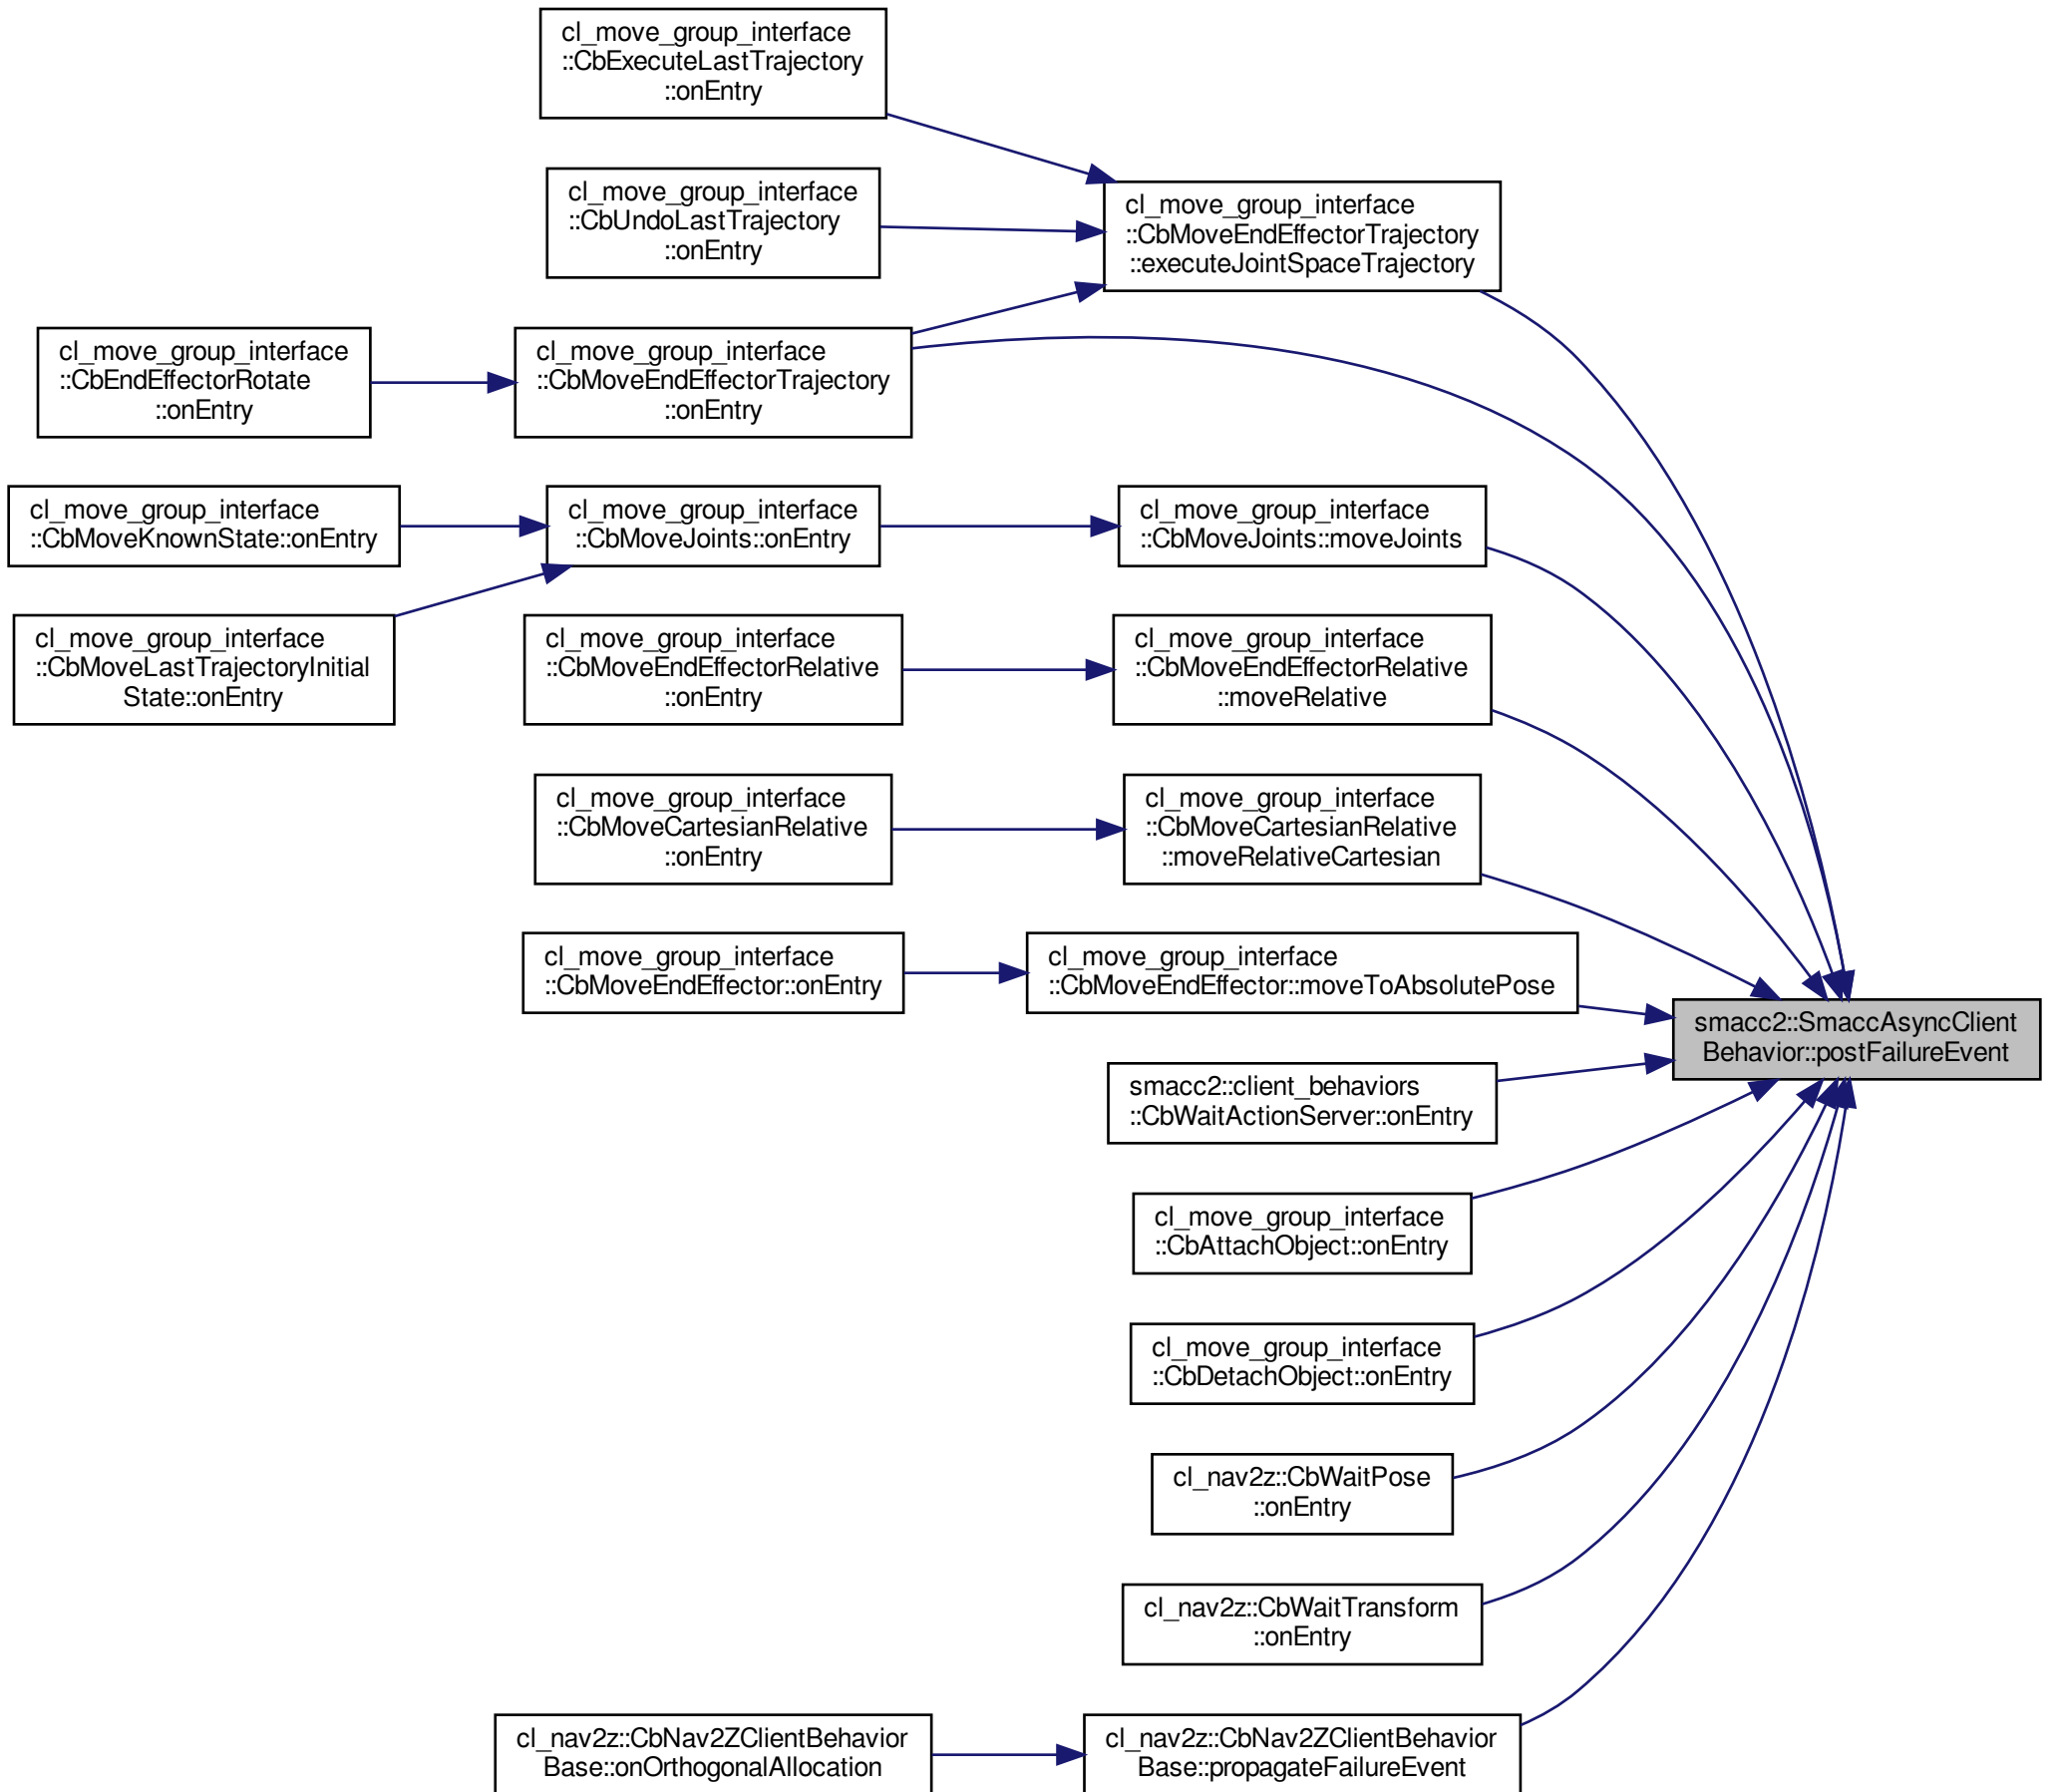 cl_move_group_interface
::CbExecuteLastTrajectory
::onEntry
cl_move_group_interface
::CbUndoLastTrajectory
::onEntry
cl_move_group_interface
::CbMoveEndEffectorTrajectory
::executeJointSpaceTrajectory
cl_move_group_interface
::CbEndEffectorRotate
::onEntry
cl_move_group_interface
::CbMoveEndEffectorTrajectory
::onEntry
cl_move_group_interface
::CbMoveKnownState::onEntry
cl_move_group_interface
::CbMoveJoints::onEntry
cl_move_group_interface
::CbMoveJoints::moveJoints
cl_move_group_interface
::CbMoveLastTrajectoryInitial
State::onEntry
cl_move_group_interface
::CbMoveEndEffectorRelative
::onEntry
cl_move_group_interface
::CbMoveEndEffectorRelative
::moveRelative
cl_move_group_interface
::CbMoveCartesianRelative
::onEntry
cl_move_group_interface
::CbMoveCartesianRelative
::moveRelativeCartesian
cl_move_group_interface
::CbMoveEndEffector::onEntry
cl_move_group_interface
::CbMoveEndEffector::moveToAbsolutePose
smacc2::SmaccAsyncClient
Behavior::postFailureEvent
smacc2::client_behaviors
::CbWaitActionServer::onEntry
cl_move_group_interface
::CbAttachObject::onEntry
cl_move_group_interface
::CbDetachObject::onEntry
cl_nav2z::CbWaitPose
::onEntry
cl_nav2z::CbWaitTransform
::onEntry
cl_nav2z::CbNav2ZClientBehavior
Base::onOrthogonalAllocation
cl_nav2z::CbNav2ZClientBehavior
Base::propagateFailureEvent